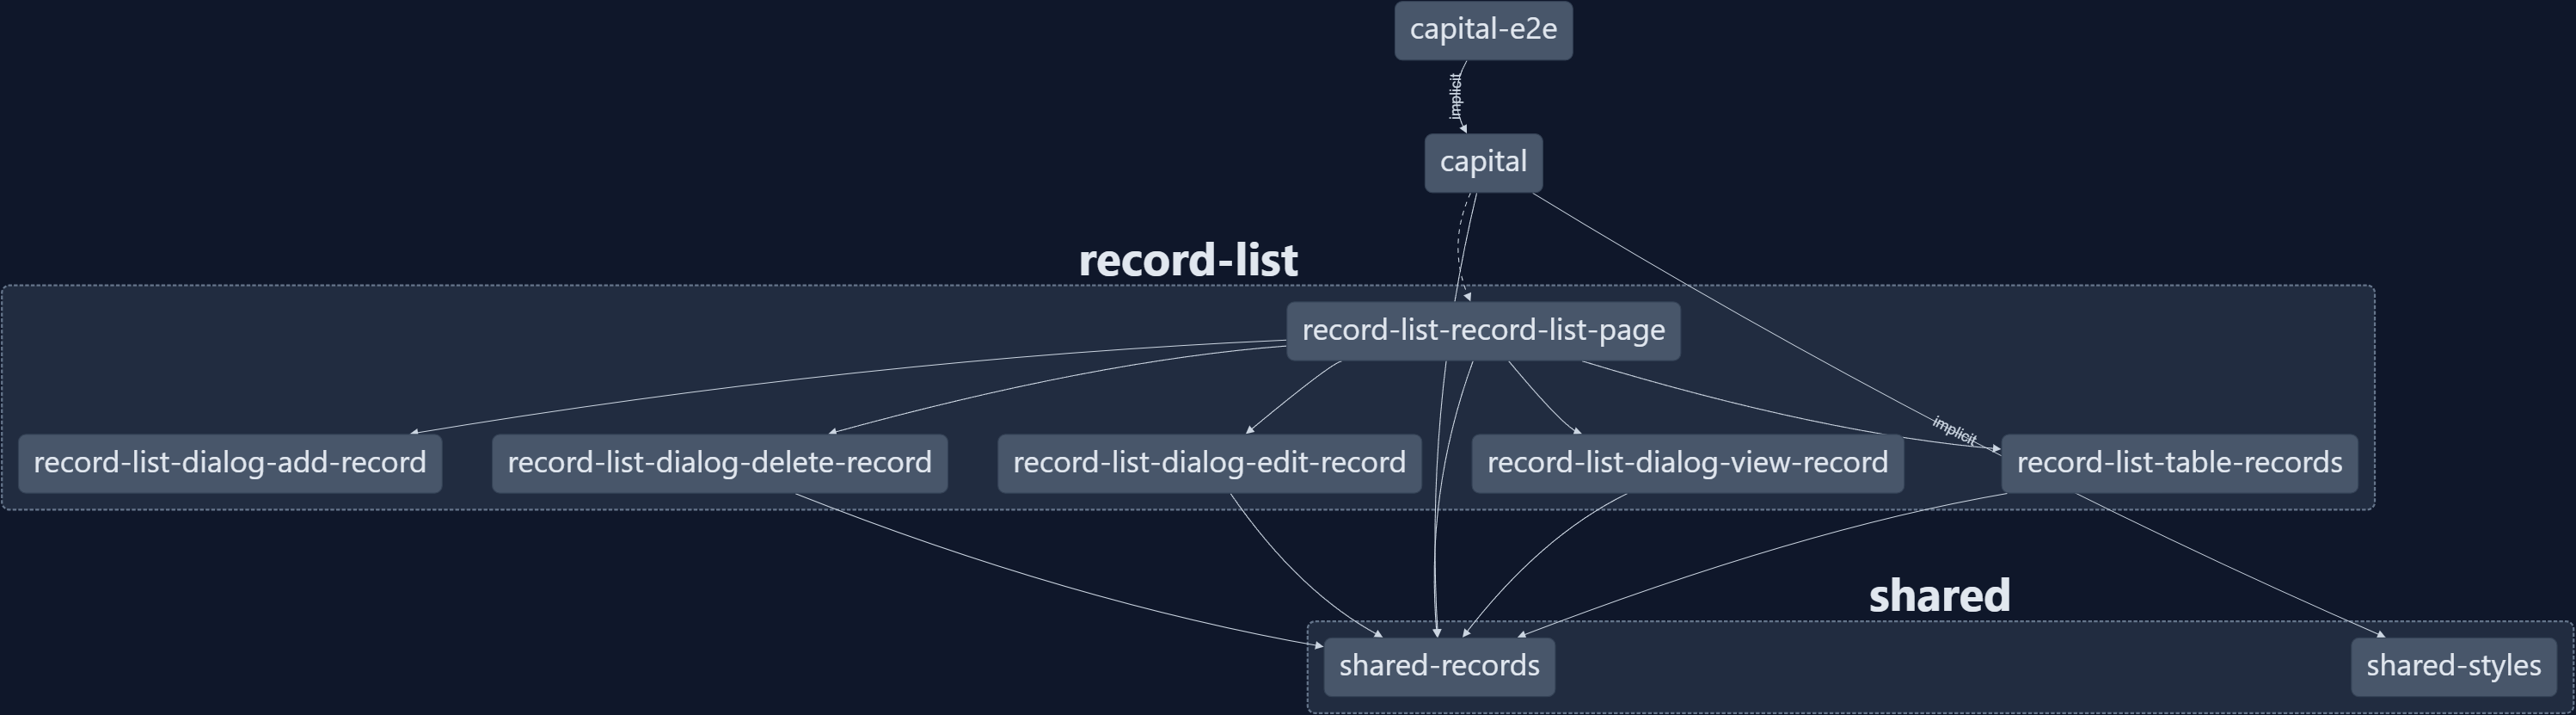 capital-e2e
implicit
capital
record-list
record-list-record-list-page
implicit
record-list-dialog-add-record
record-list-dialog-delete-record
record-list-dialog-edit-record
record-list-dialog-view-record
record-list-table-records
shared
shared-records
shared-styles